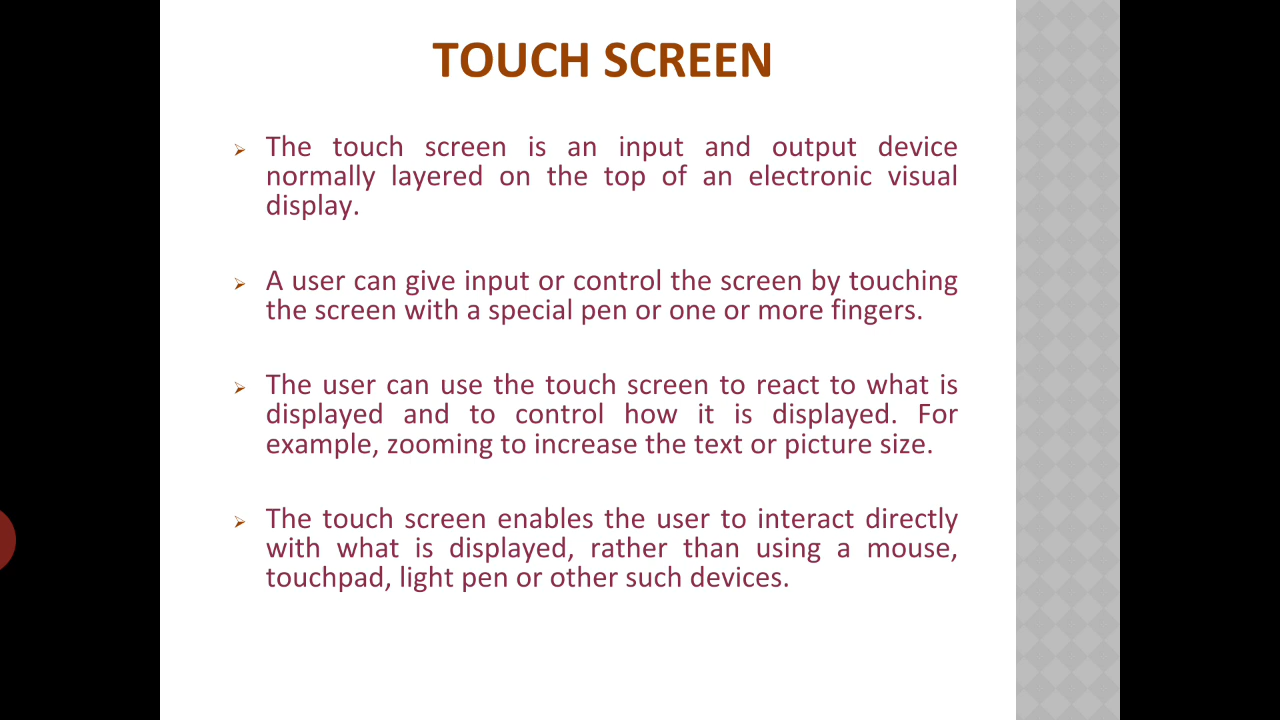 TOUCH SCREEN
The touch screen is an input and output device
normally layered on the top of an electronic visual
display.
A user can give input or control the screen by touching
the screen with a special pen or one or more fingers.
The user can use the touch screen to react to what is
displayed and to control how it is displayed. For
example, zooming to increase the text or picture size.
The touch screen enables the user to interact directly
with what is displayed, rather than using a mouse,
touchpad, light pen or other such devices.